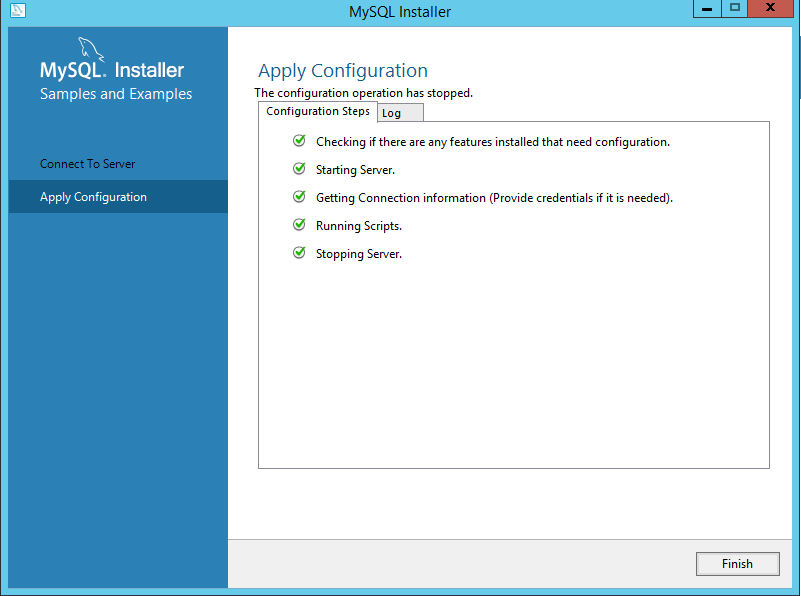 MySQL Installer
MySQL. Installer
Samples and Examples
Connect To Server
Apply Configuration
Apply Configuration
The configuration operation has stopped.
Configuration Steps
Log
Checking if there are any features installed that need configuration.
Starting Server.
Getting Connection information (Provide credentials if it is needed).
Running Scripts.
Stopping Server.
Finish